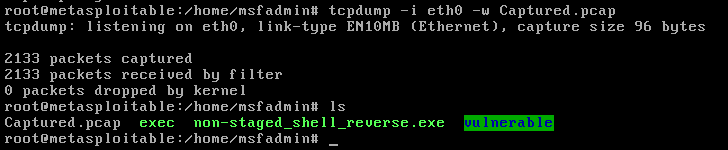 root@metasploitable:/home/msfadmin# tcpdump -i eth0 -w Captured.pcap
tcpdump: listening on eth0, link-type EN10MB (Ethernet), capture size 96 bytes
2133 packets captured
2133 packets received by filter
0 packets dropped by kernel
root@metasploitable:/home/msfadmin# ls
Captured.pcap exec non-staged_shell_reverse.exe vulnerable
root@metasploitable:/home/msfadmin# _